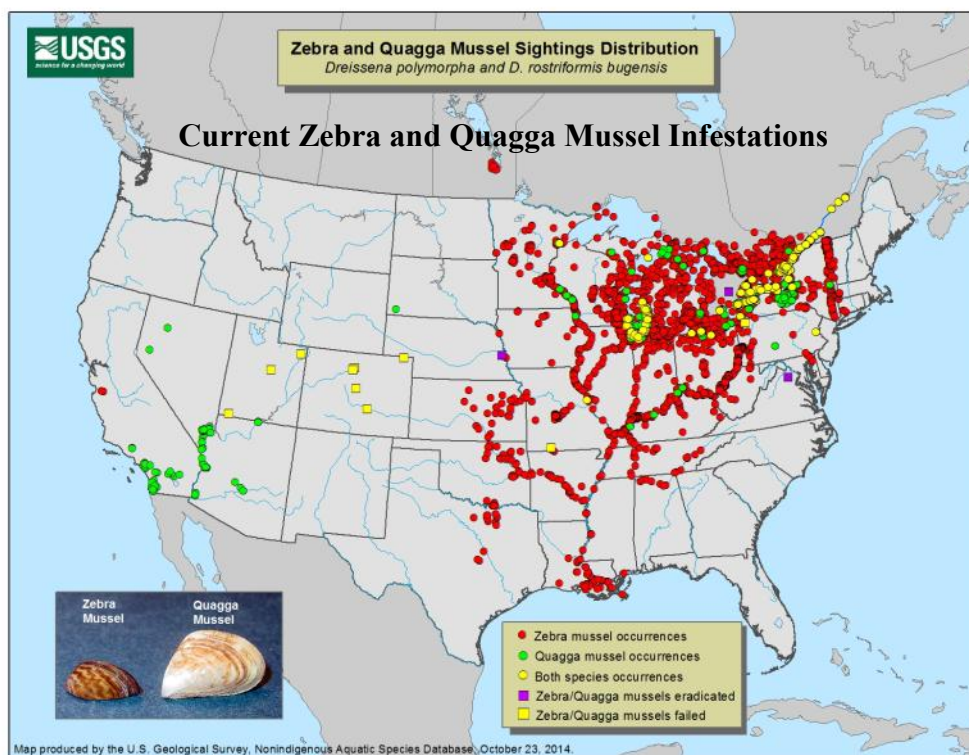 USGS
science for a changing world
Zebra and Quagga Mussel Sightings Distribution
Dreissena polymorpha and D. rostriformis bugensis
Current Zebra and Quagga Mussel Infestations
Zebra
Mussel
Quagga
Mussel
Zebra mussel occurrences
Quagga mussel occurrences
Both species occurrences
Zebra/Quagga mussels eradicated
Zebra/Quagga mussels failed
Map produced by the U.S. Geological Survey, Nonindigenous Aquatic Species Database, October 23, 2014.